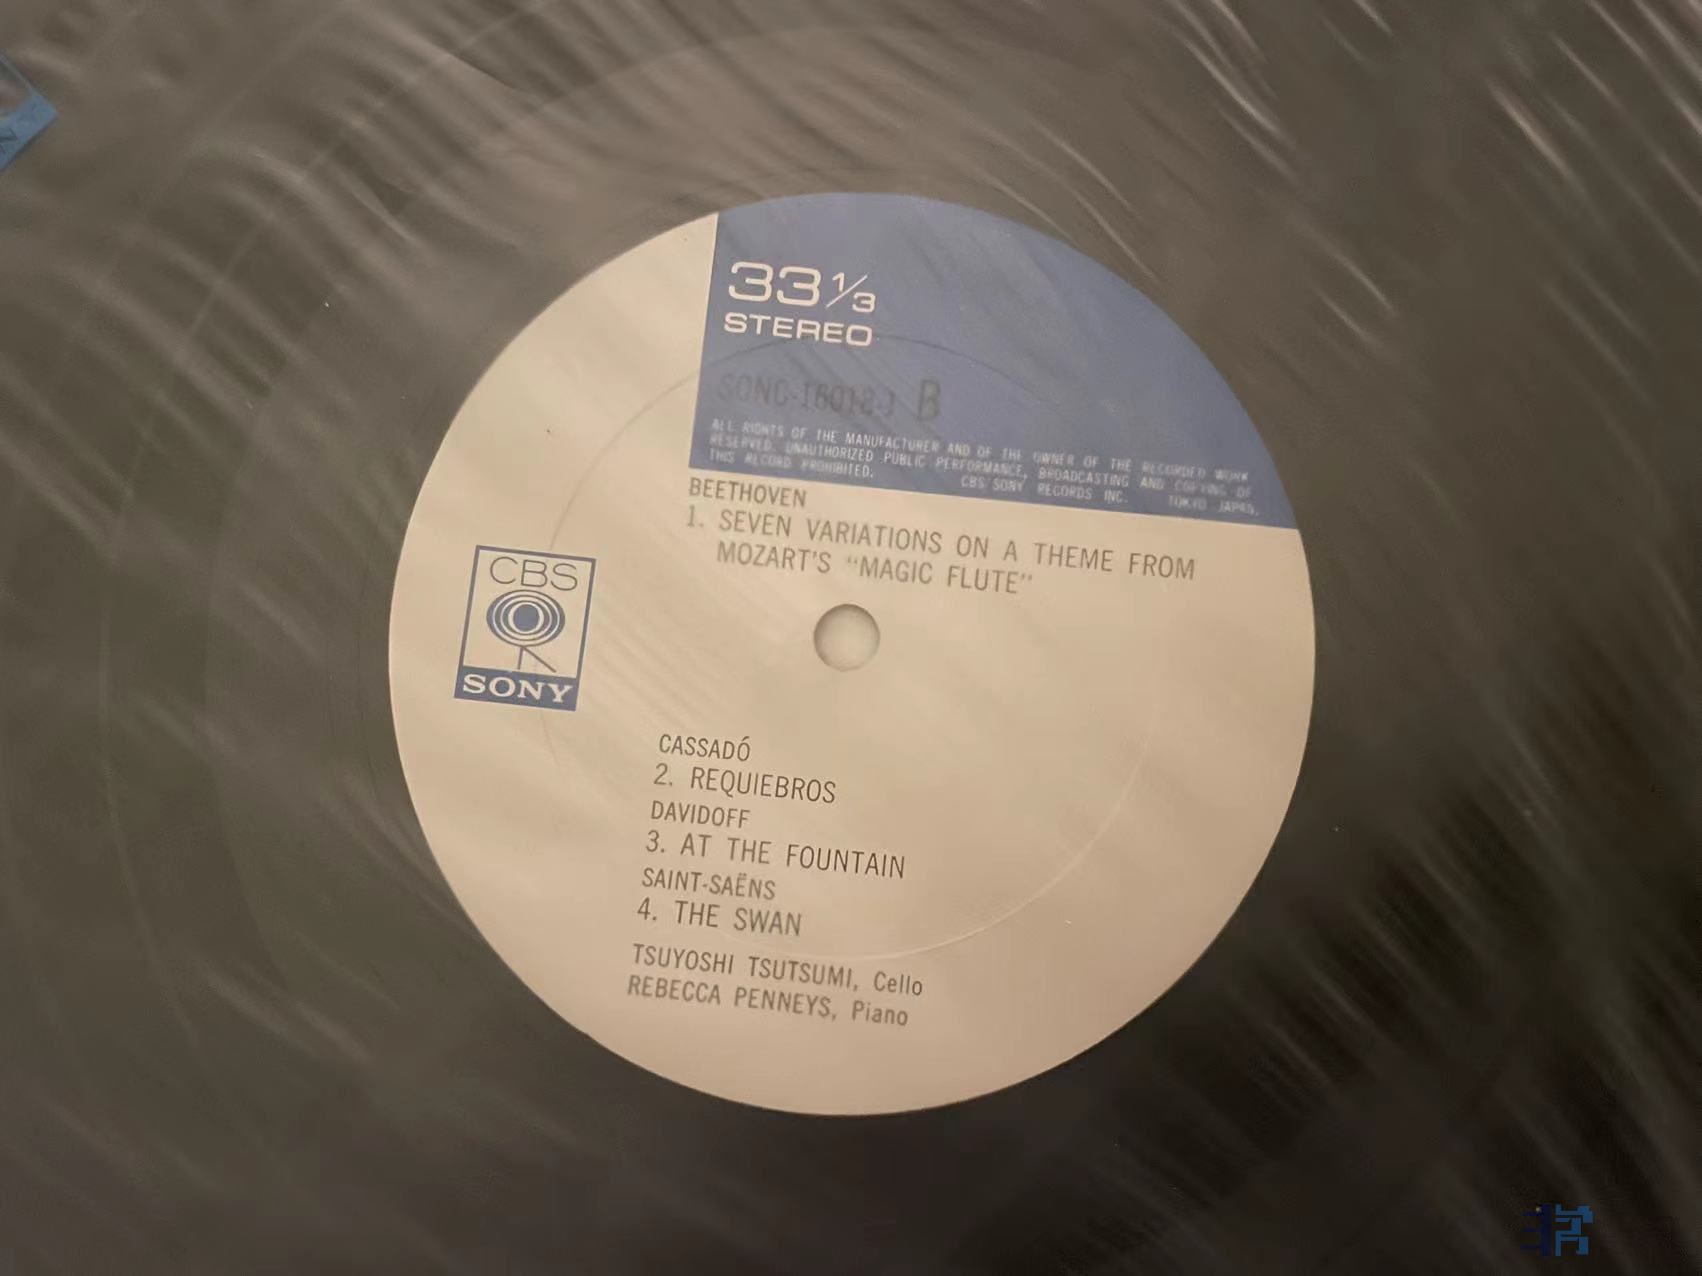 33 1/3
STEREO
B
ALL RIGHTS OF THE MANUFACTURER AND OF THE OWNER OF THE RECORDED WORK
RESERVED. UNAUTHORIZED PUBLIC PERFORMANCE, BROADCASTING AND COPYING OF
THIS RECORD PROHIBITED. CBS/SONY RECORDS INC. TOKYO JAPAN.
BEETHOVEN
1. SEVEN VARIATIONS ON A THEME FROM
MOZART'S "MAGIC FLUTE"
CBS
SONY
CASSADÓ
2. REQUIEBROS
DAVIDOFF
3. AT THE FOUNTAIN
SAINT-SAËNS
4. THE SWAN
TSUYOSHI TSUTSUMI, Cello
REBECCA PENNEYS, Piano